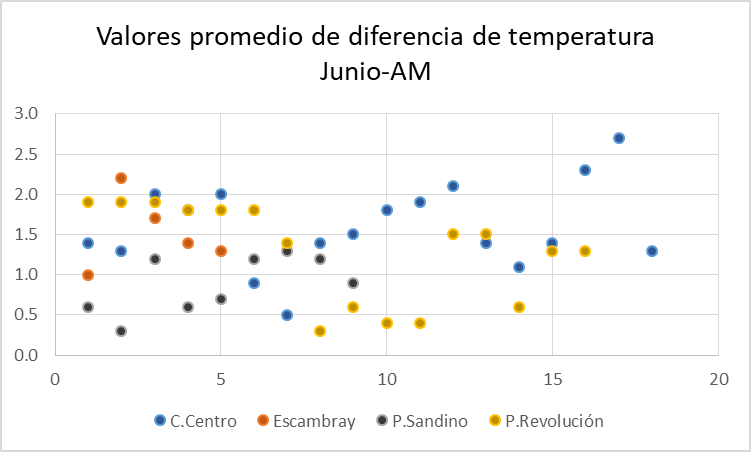 Valores promedio de diferencia de temperatura
Junio-AM
3.0
2.5
2.0
1.5
1.0
0.5
0.0
0 5 10 15 20
C.Centro Escambray P.Sandino P.Revolución